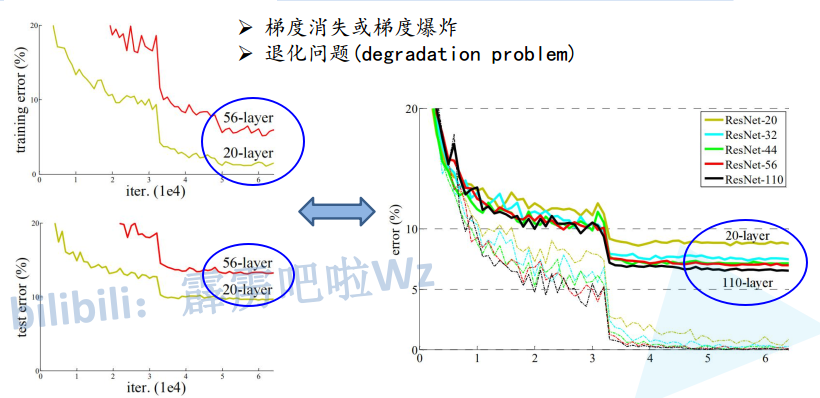 ➢ 梯度消失或梯度爆炸
➢ 退化问题(degradation problem)
training error (%)
20
10
0
56-layer
20-layer
0 1 2 3 4 5 6
iter. (1e4)
test error (%)
20
10
0
56-layer
20-layer
0 1 2 3 4 5 6
iter. (1e4)
error (%)
20
10
5
0
ResNet-20
ResNet-32
ResNet-44
ResNet-56
ResNet-110
20-layer
110-layer
0 1 2 3 4 5 6
bilibili：霹雳吧啦Wz